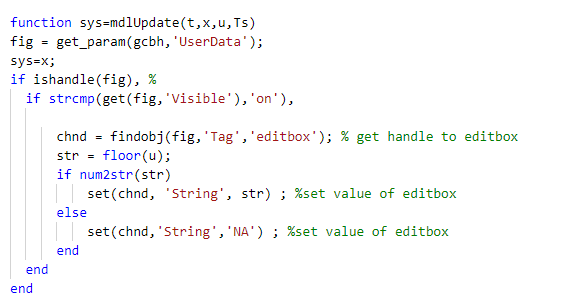 function sys=mdlUpdate(t,x,u,Ts)
fig = get_param(gcbh,'UserData');
sys=x;
if ishandle(fig), %
if strcmp(get(fig,'Visible'),'on'),
chnd = findobj(fig,'Tag','editbox'); % get handle to editbox
str = floor(u);
if num2str(str)
set(chnd, 'String', str) ; %set value of editbox
else
set(chnd,'String','NA') ; %set value of editbox
end
end
end